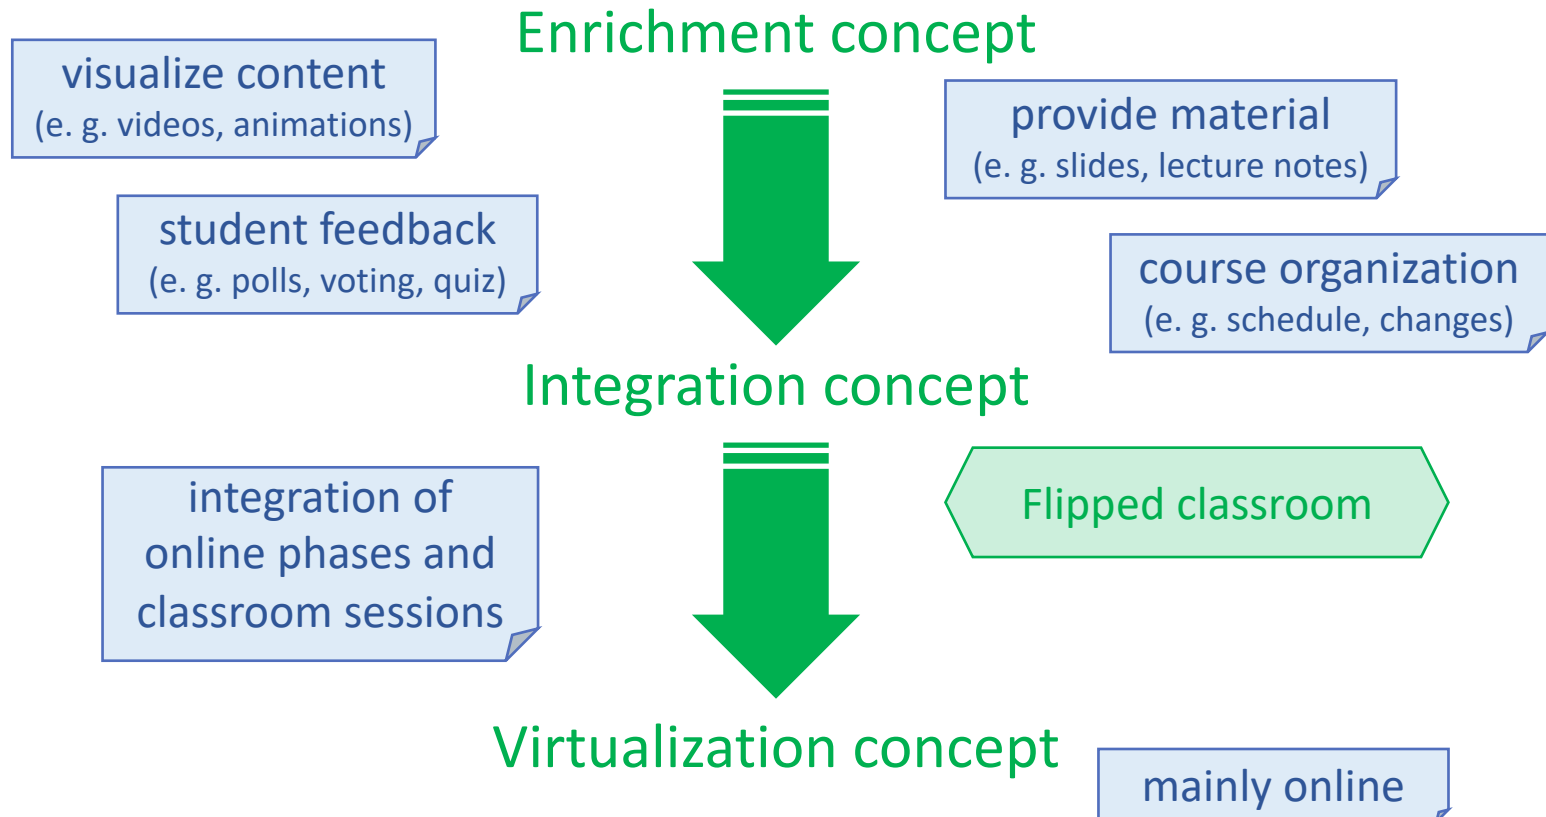 Enrichment concept
visualize content
(e. g. videos, animations)
provide material
(e. g. slides, lecture notes)
student feedback
(e. g. polls, voting, quiz)
course organization
(e. g. schedule, changes)
Integration concept
integration of
online phases and
classroom sessions
Flipped classroom
Virtualization concept
mainly online